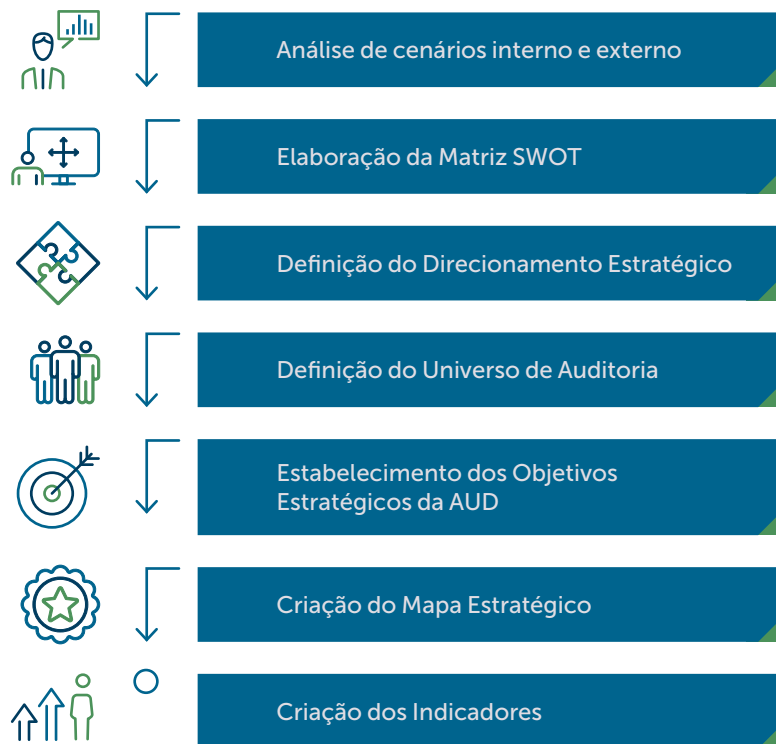 Análise de cenários interno e externo
Elaboração da Matriz SWOT
Definição do Direcionamento Estratégico
Definição do Universo de Auditoria
Estabelecimento dos Objetivos
Estratégicos da AUD
Criação do Mapa Estratégico
Criação dos Indicadores